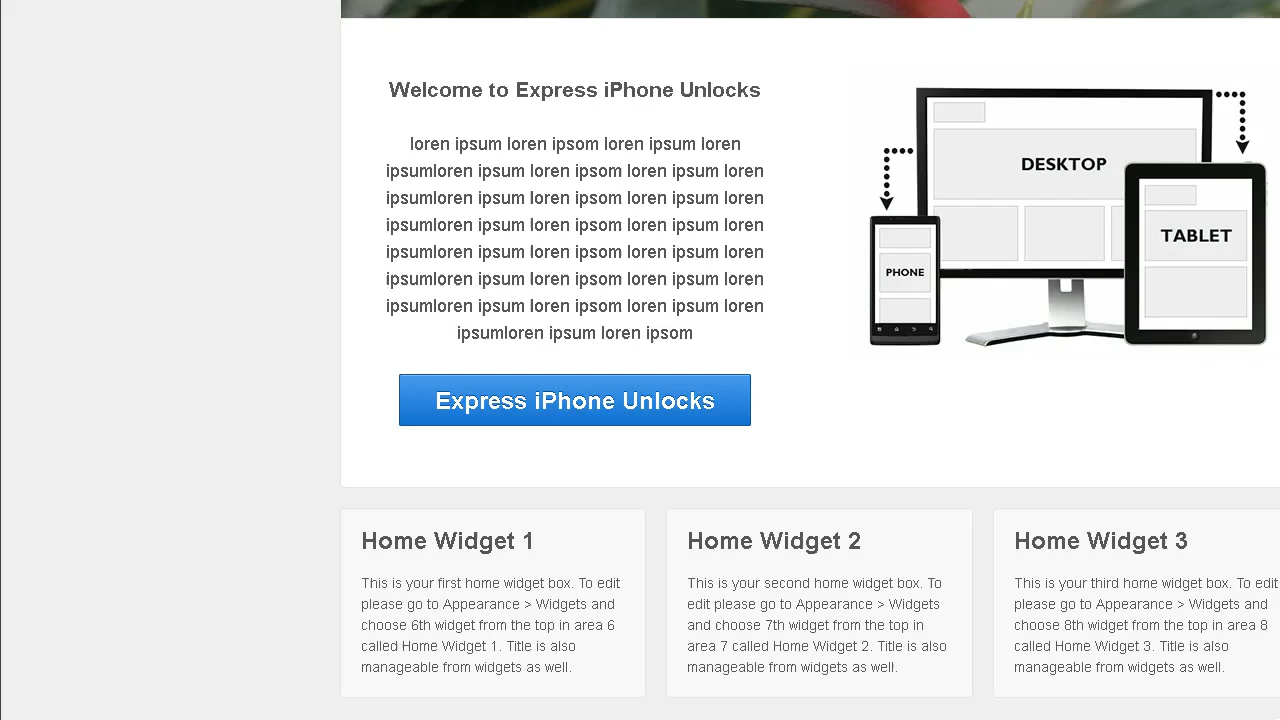 Welcome to Express iPhone Unlocks
loren ipsum loren ipsom loren ipsum loren
ipsumloren ipsum loren ipsom loren ipsum loren
ipsumloren ipsum loren ipsom loren ipsum loren
ipsumloren ipsum loren ipsom loren ipsum loren
ipsumloren ipsum loren ipsom loren ipsum loren
ipsumloren ipsum loren ipsom loren ipsum loren
ipsumloren ipsum loren ipsom loren ipsum loren
ipsumloren ipsum loren ipsom
Express iPhone Unlocks
DESKTOP
TABLET
PHONE
Home Widget 1
This is your first home widget box. To edit
please go to Appearance > Widgets and
choose 6th widget from the top in area 6
called Home Widget 1. Title is also
manageable from widgets as well.
Home Widget 2
This is your second home widget box. To
edit please go to Appearance > Widgets
and choose 7th widget from the top in
area 7 called Home Widget 2. Title is also
manageable from widgets as well.
Home Widget 3
This is your third home widget box. To edit
please go to Appearance > Widgets and
choose 8th widget from the top in area 8
called Home Widget 3. Title is also
manageable from widgets as well.